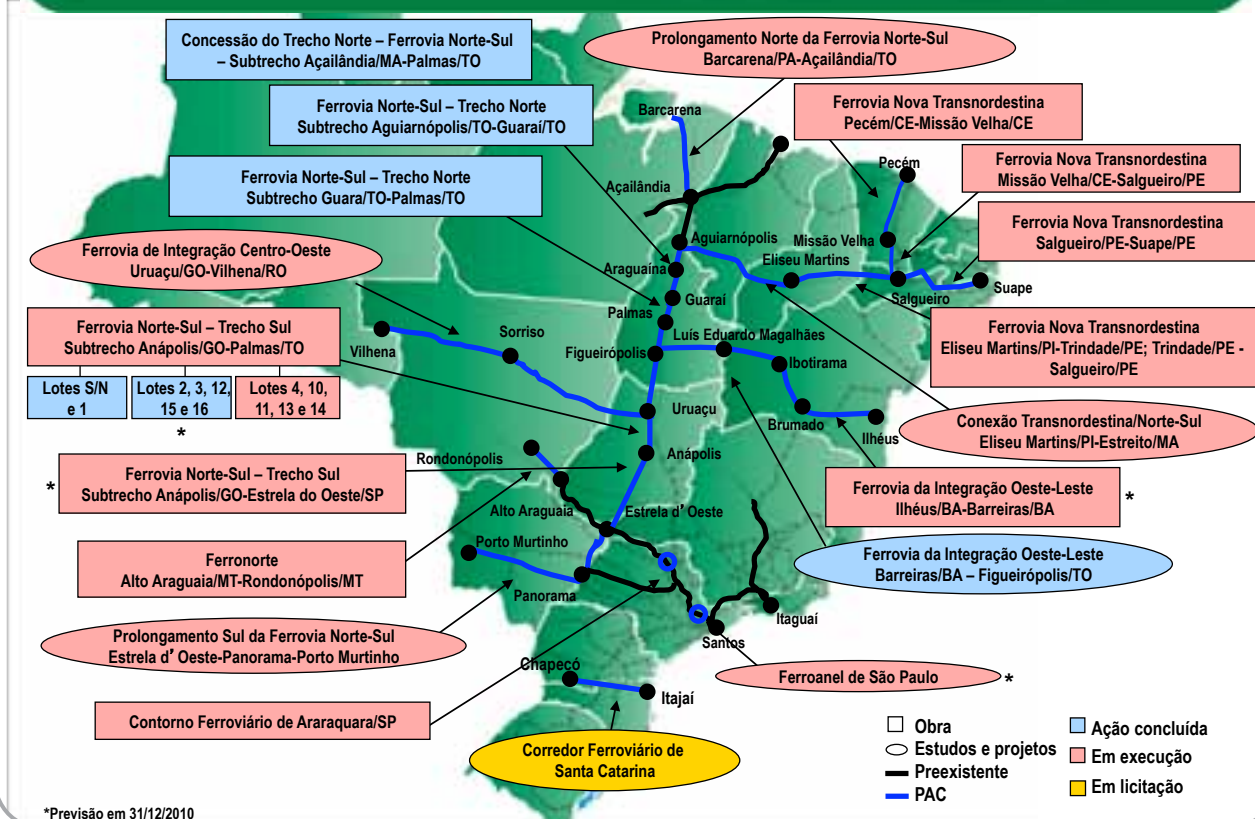 Concessão do Trecho Norte – Ferrovia Norte-Sul
– Subtrecho Açailândia/MA-Palmas/TO
Prolongamento Norte da Ferrovia Norte-Sul
Barcarena/PA-Açailândia/TO
Ferrovia Norte-Sul – Trecho Norte
Subtrecho Aguiarnópolis/TO-Guaraí/TO
Ferrovia Nova Transnordestina
Pecém/CE-Missão Velha/CE
Ferrovia Norte-Sul – Trecho Norte
Subtrecho Guara/TO-Palmas/TO
Ferrovia Nova Transnordestina
Missão Velha/CE-Salgueiro/PE
Ferrovia Nova Transnordestina
Salgueiro/PE-Suape/PE
Ferrovia de Integração Centro-Oeste
Uruaçu/GO-Vilhena/RO
Ferrovia Norte-Sul – Trecho Sul
Subtrecho Anápolis/GO-Palmas/TO
Lotes S/N
e 1
Lotes 2, 3, 12,
15 e 16
Lotes 4, 10,
11, 13 e 14
*
Ferrovia Nova Transnordestina
Eliseu Martins/PI-Trindade/PE; Trindade/PE -
Salgueiro/PE
Conexão Transnordestina/Norte-Sul
Eliseu Martins/PI-Estreito/MA
* Ferrovia Norte-Sul – Trecho Sul
Subtrecho Anápolis/GO-Estrela do Oeste/SP
Ferrovia da Integração Oeste-Leste
Ilhéus/BA-Barreiras/BA
*
Ferronorte
Alto Araguaia/MT-Rondonópolis/MT
Ferrovia da Integração Oeste-Leste
Barreiras/BA – Figueirópolis/TO
Prolongamento Sul da Ferrovia Norte-Sul
Estrela d' Oeste-Panorama-Porto Murtinho
Ferroanel de São Paulo
*
Contorno Ferroviário de Araraquara/SP
Corredor Ferroviário de
Santa Catarina
Barcarena
Açailândia
Pecém
Aguiarnópolis
Missão Velha
Eliseu Martins
Araguaína
Guaraí
Salgueiro
Suape
Palmas
Luís Eduardo Magalhães
Vilhena
Sorriso
Figueirópolis
Ibotirama
Uruaçu
Brumado
Ilhéus
Rondonópolis
Anápolis
Alto Araguaia
Estrela d' Oeste
Porto Murtinho
Panorama
Itaguaí
Santos
Chapecó
Itajaí
Obra
Estudos e projetos
Preexistente
PAC
Ação concluída
Em execução
Em licitação
*Previsão em 31/12/2010